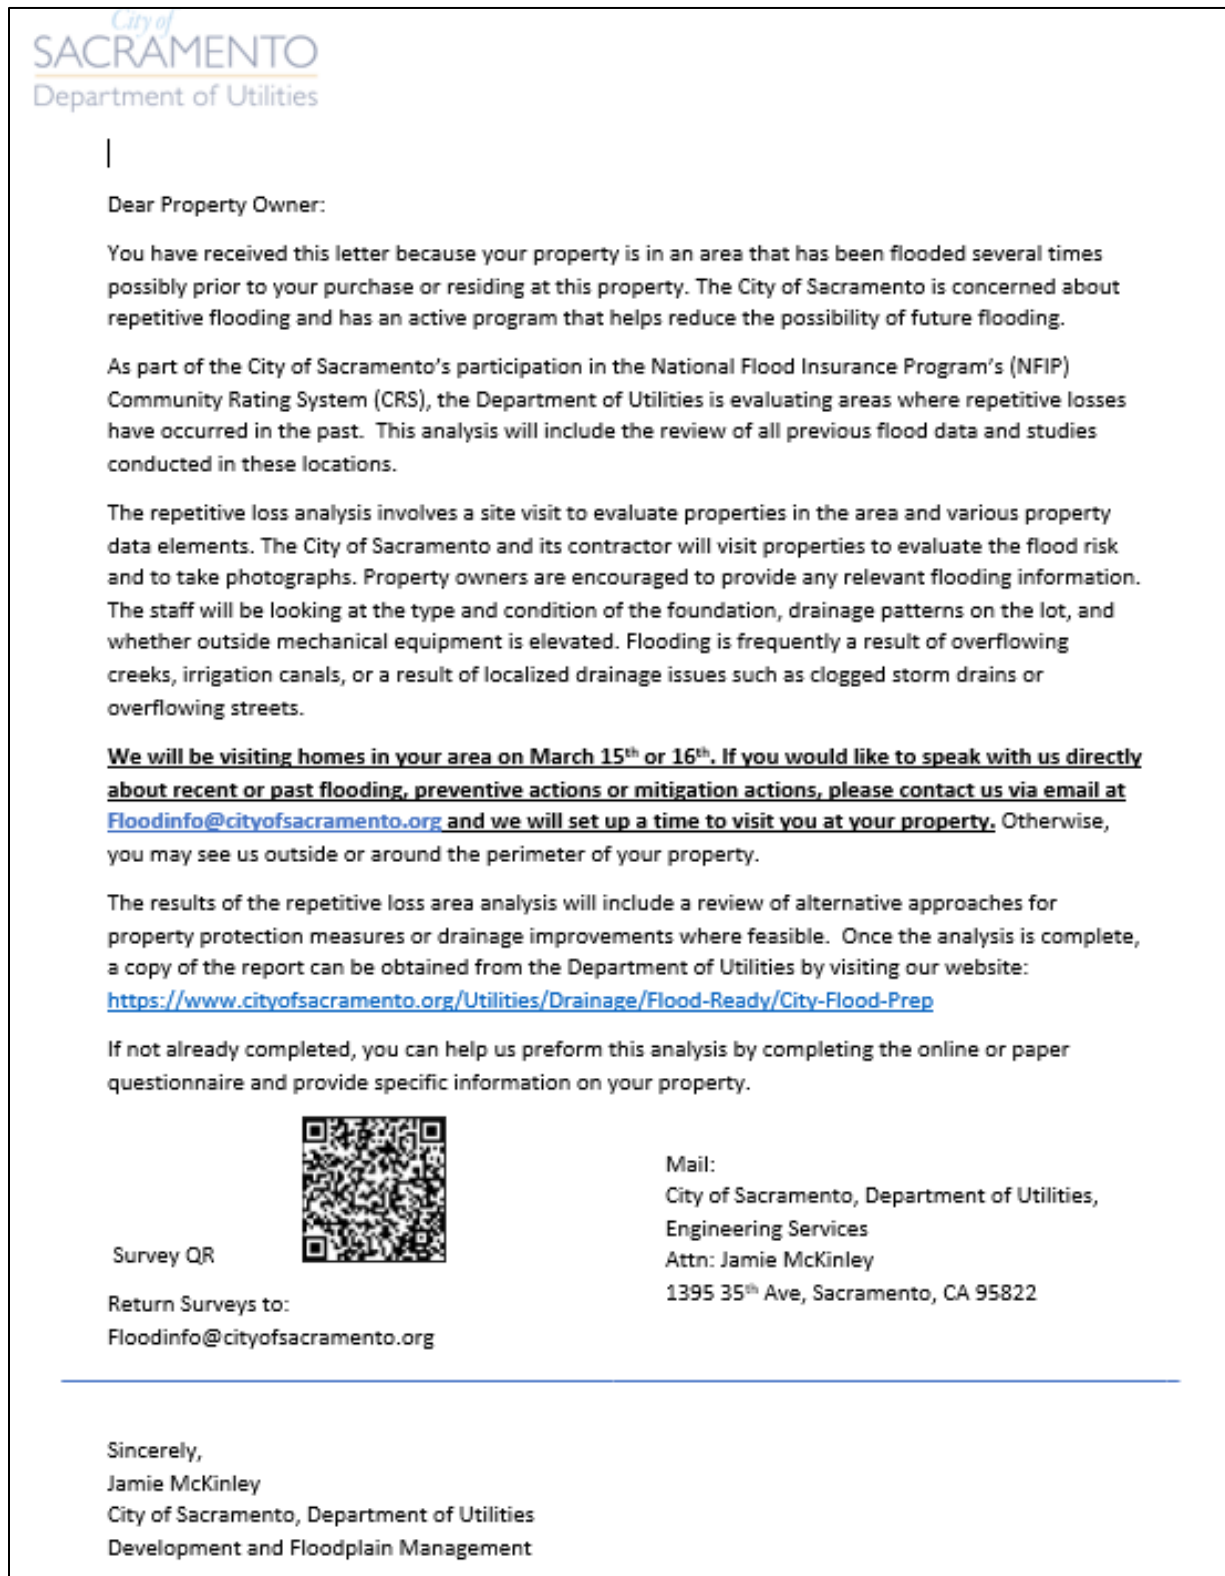 City of
SACRAMENTO
Department of Utilities
Dear Property Owner:
You have received this letter because your property is in an area that has been flooded several times
possibly prior to your purchase or residing at this property. The City of Sacramento is concerned about
repetitive flooding and has an active program that helps reduce the possibility of future flooding.
As part of the City of Sacramento's participation in the National Flood Insurance Program's (NFIP)
Community Rating System (CRS), the Department of Utilities is evaluating areas where repetitive losses
have occurred in the past.  This analysis will include the review of all previous flood data and studies
conducted in these locations.
The repetitive loss analysis involves a site visit to evaluate properties in the area and various property
data elements. The City of Sacramento and its contractor will visit properties to evaluate the flood risk
and to take photographs. Property owners are encouraged to provide any relevant flooding information.
The staff will be looking at the type and condition of the foundation, drainage patterns on the lot, and
whether outside mechanical equipment is elevated. Flooding is frequently a result of overflowing
creeks, irrigation canals, or a result of localized drainage issues such as clogged storm drains or
overflowing streets.
We will be visiting homes in your area on March 15th or 16th. If you would like to speak with us directly
about recent or past flooding, preventive actions or mitigation actions, please contact us via email at
Floodinfo@cityofsacramento.org and we will set up a time to visit you at your property. Otherwise,
you may see us outside or around the perimeter of your property.
The results of the repetitive loss area analysis will include a review of alternative approaches for
property protection measures or drainage improvements where feasible.  Once the analysis is complete,
a copy of the report can be obtained from the Department of Utilities by visiting our website:
https://www.cityofsacramento.org/Utilities/Drainage/Flood-Ready/City-Flood-Prep
If not already completed, you can help us preform this analysis by completing the online or paper
questionnaire and provide specific information on your property.
Survey QR
Return Surveys to:
Floodinfo@cityofsacramento.org
Mail:
City of Sacramento, Department of Utilities,
Engineering Services
Attn: Jamie McKinley
1395 35th Ave, Sacramento, CA 95822
Sincerely,
Jamie McKinley
City of Sacramento, Department of Utilities
Development and Floodplain Management